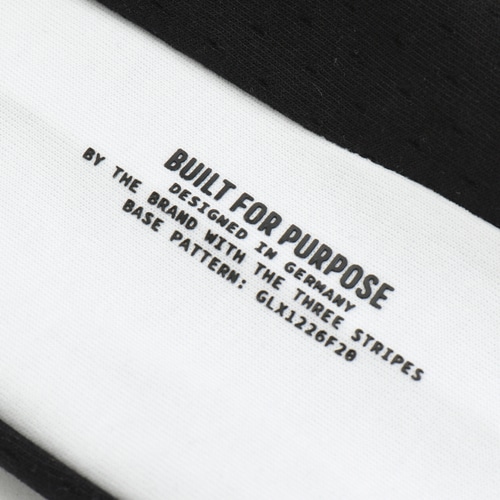 BUILT FOR PURPOSE
DESIGNED IN GERMANY
BY THE BRAND WITH THE THREE STRIPES
BASE PATTERN: GLX1226F20